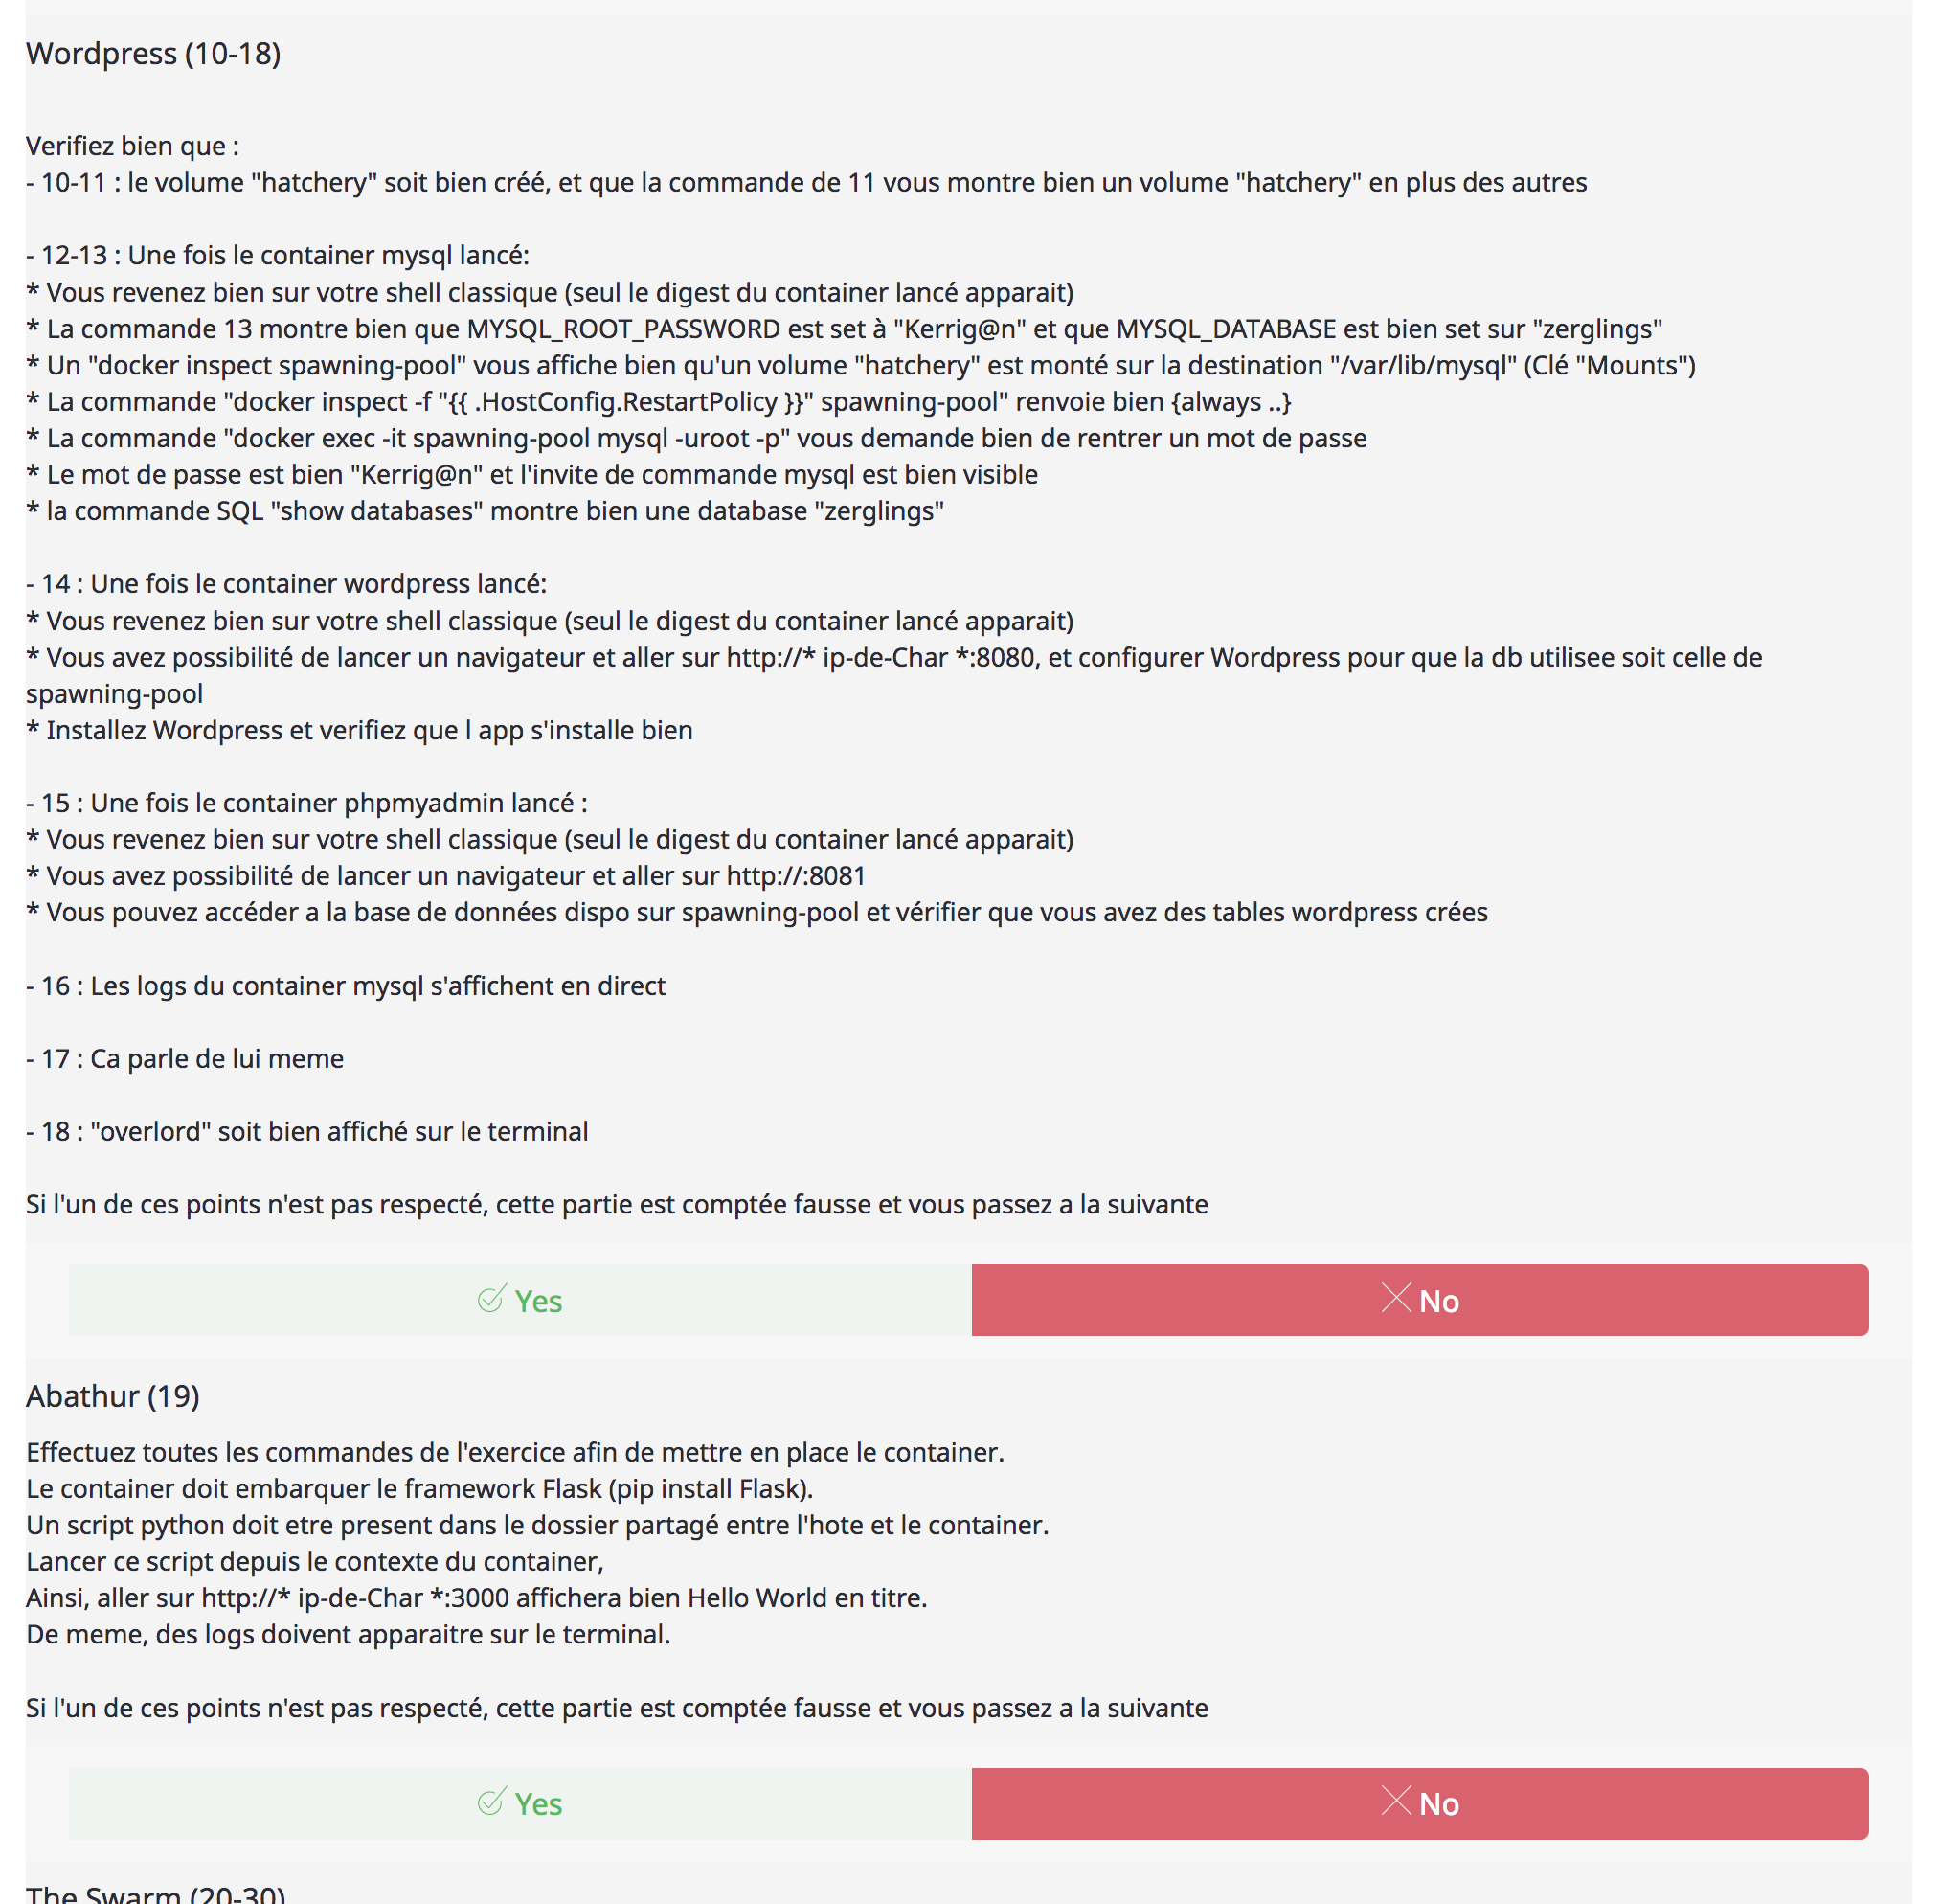 Wordpress (10-18)
Verifiez bien que :
- 10-11 : le volume "hatchery" soit bien créé, et que la commande de 11 vous montre bien un volume "hatchery" en plus des autres
- 12-13 : Une fois le container mysql lancé:
* Vous revenez bien sur votre shell classique (seul le digest du container lancé apparait)
* La commande 13 montre bien que MYSQL_ROOT_PASSWORD est set à "Kerrig@n" et que MYSQL_DATABASE est bien set sur "zerglings"
* Un "docker inspect spawning-pool" vous affiche bien qu'un volume "hatchery" est monté sur la destination "/var/lib/mysql" (Clé "Mounts")
* La commande "docker inspect -f "{{ .HostConfig.RestartPolicy }}" spawning-pool" renvoie bien {always ..}
* La commande "docker exec -it spawning-pool mysql -uroot -p" vous demande bien de rentrer un mot de passe
* Le mot de passe est bien "Kerrig@n" et l'invite de commande mysql est bien visible
* la commande SQL "show databases" montre bien une database "zerglings"
- 14 : Une fois le container wordpress lancé:
* Vous revenez bien sur votre shell classique (seul le digest du container lancé apparait)
* Vous avez possibilité de lancer un navigateur et aller sur http://* ip-de-Char *:8080, et configurer Wordpress pour que la db utilisee soit celle de
spawning-pool
* Installez Wordpress et verifiez que l app s'installe bien
- 15 : Une fois le container phpmyadmin lancé :
* Vous revenez bien sur votre shell classique (seul le digest du container lancé apparait)
* Vous avez possibilité de lancer un navigateur et aller sur http://:8081
* Vous pouvez accéder a la base de données dispo sur spawning-pool et vérifier que vous avez des tables wordpress crées
- 16 : Les logs du container mysql s'affichent en direct
- 17 : Ca parle de lui meme
- 18 : "overlord" soit bien affiché sur le terminal
Si l'un de ces points n'est pas respecté, cette partie est comptée fausse et vous passez a la suivante
Yes
No
Abathur (19)
Effectuez toutes les commandes de l'exercice afin de mettre en place le container.
Le container doit embarquer le framework Flask (pip install Flask).
Un script python doit etre present dans le dossier partagé entre l'hote et le container.
Lancer ce script depuis le contexte du container,
Ainsi, aller sur http://* ip-de-Char *:3000 affichera bien Hello World en titre.
De meme, des logs doivent apparaitre sur le terminal.
Si l'un de ces points n'est pas respecté, cette partie est comptée fausse et vous passez a la suivante
Yes
No
The Swarm (20-30)